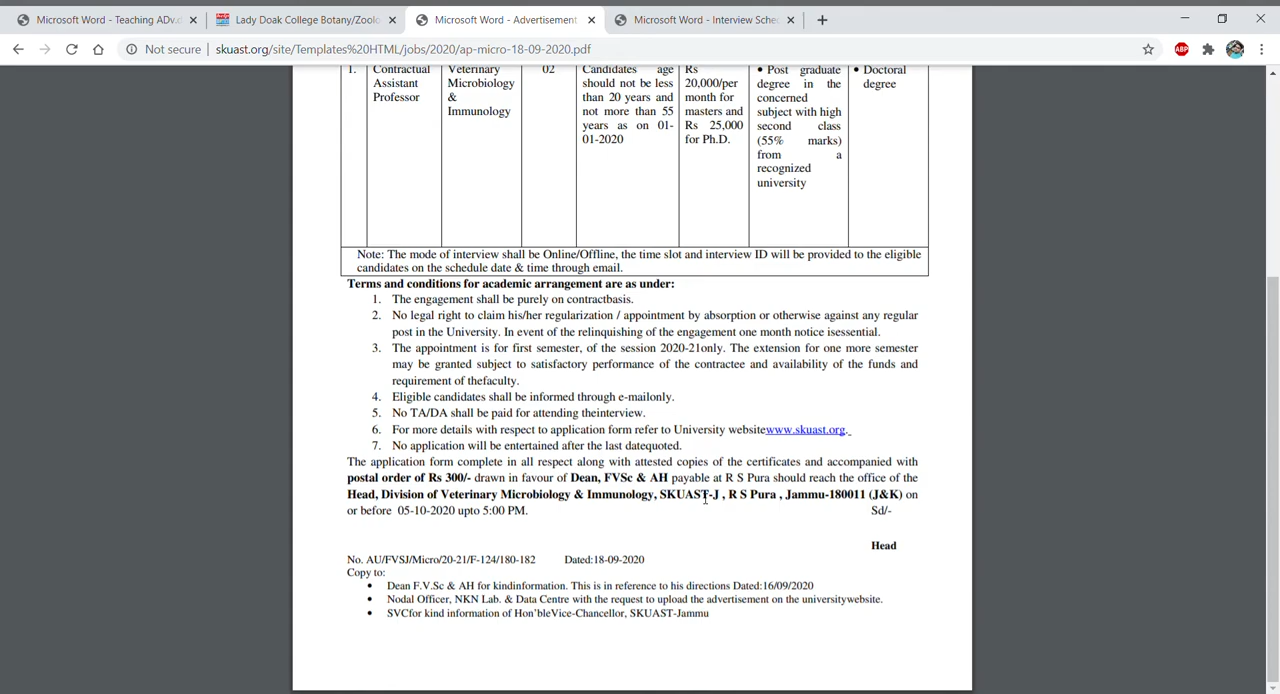 Microsoft Word - Teaching ADv.d
Lady Doak College Botany/Zoolo
Microsoft Word - Advertisement
Microsoft Word - Interview Sche
Not secure
skuast.org/site/Templates%20HTML/jobs/2020/ap-micro-18-09-2020.pdf
ABP
1. Contractual Assistant Professor
Veterinary Microbiology & Immunology
02
Candidates age
should not be less
than 20 years and
not more than 55
years as on 01-
01-2020
Rs
20,000/per
month for
masters and
Rs 25,000
for Ph.D.
• Post graduate
degree in the
concerned
subject with high
second class
(55% marks)
from a
recognized
university
• Doctoral
degree
Note: The mode of interview shall be Online/Offline, the time slot and interview ID will be provided to the eligible
candidates on the schedule date & time through email.
Terms and conditions for academic arrangement are as under:
1. The engagement shall be purely on contractbasis.
2. No legal right to claim his/her regularization / appointment by absorption or otherwise against any regular
post in the University. In event of the relinquishing of the engagement one month notice isessential.
3. The appointment is for first semester, of the session 2020-21only. The extension for one more semester
may be granted subject to satisfactory performance of the contractee and availability of the funds and
requirement of thefaculty.
4. Eligible candidates shall be informed through e-mailonly.
5. No TA/DA shall be paid for attending theinterview.
6. For more details with respect to application form refer to University websitewww.skuast.org.
7. No application will be entertained after the last datequoted.
The application form complete in all respect along with attested copies of the certificates and accompanied with
postal order of Rs 300/- drawn in favour of Dean, FVSc & AH payable at R S Pura should reach the office of the
Head, Division of Veterinary Microbiology & Immunology, SKUAST-J , R S Pura , Jammu-180011 (J&K) on
or before 05-10-2020 upto 5:00 PM. Sd/-
Head
No. AU/FVSJ/Micro/20-21/F-124/180-182 Dated:18-09-2020
Copy to:
• Dean F.V.Sc & AH for kindinformation. This is in reference to his directions Dated:16/09/2020
• Nodal Officer, NKN Lab. & Data Centre with the request to upload the advertisement on the universitywebsite.
• SVCfor kind information of Hon'bleVice-Chancellor, SKUAST-Jammu